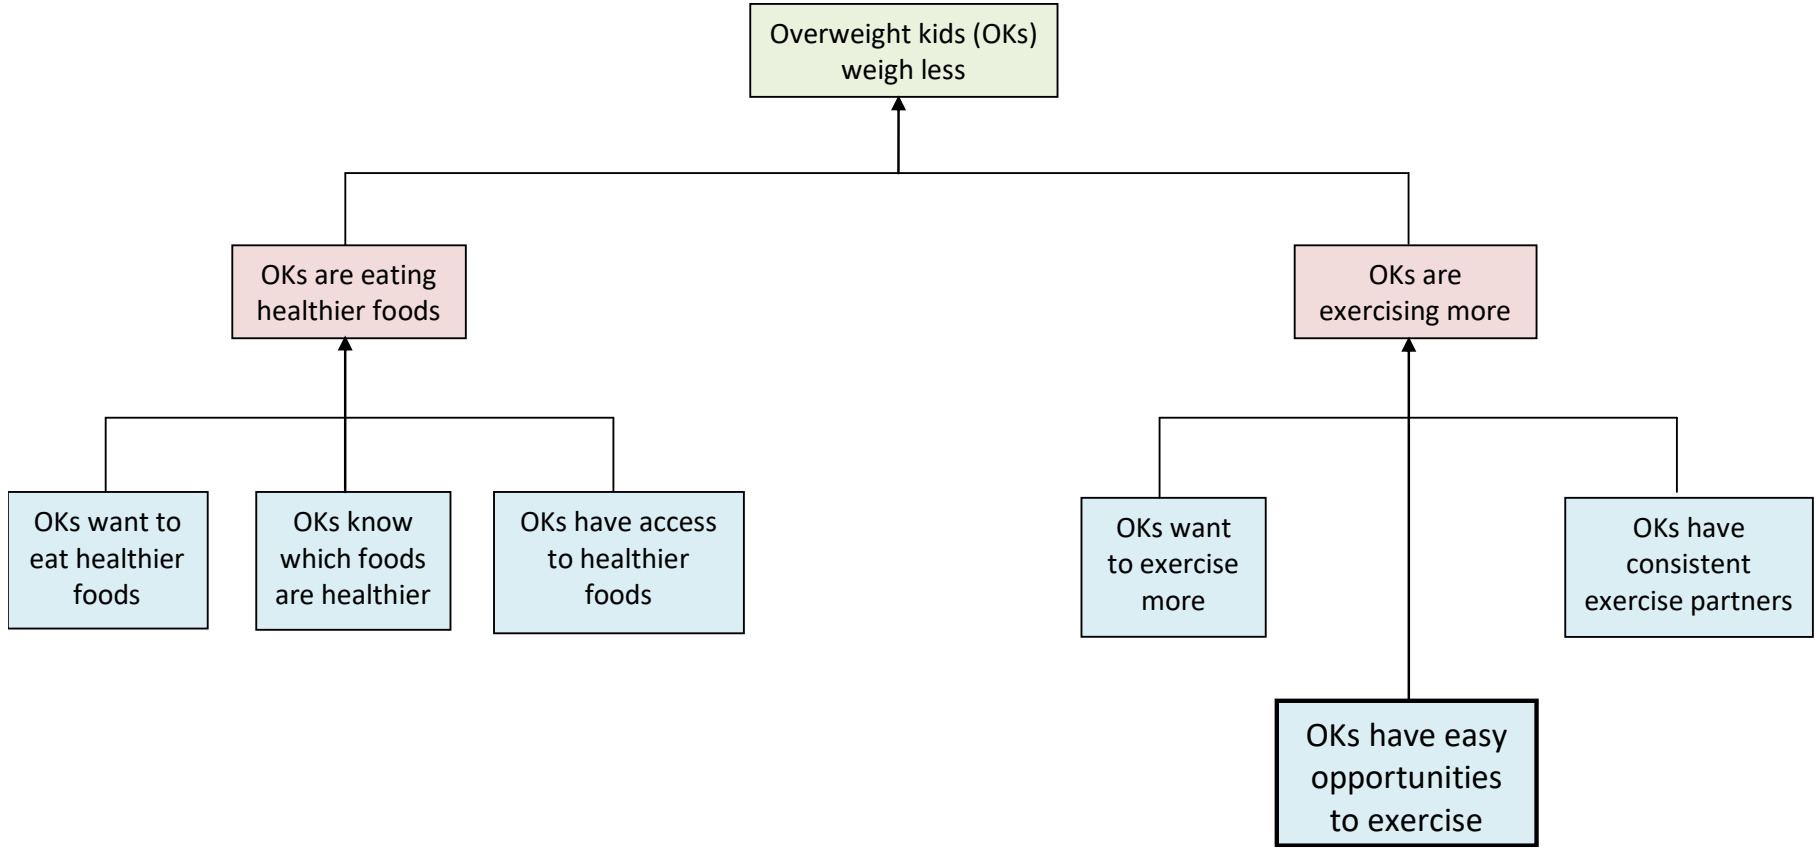 Overweight kids (OKs)
weigh less
OKs are eating
healthier foods
OKs are
exercising more
OKs want to
eat healthier
foods
OKs know
which foods
are healthier
OKs have access
to healthier
foods
OKs want
to exercise
more
OKs have
consistent
exercise partners
OKs have easy
opportunities
to exercise